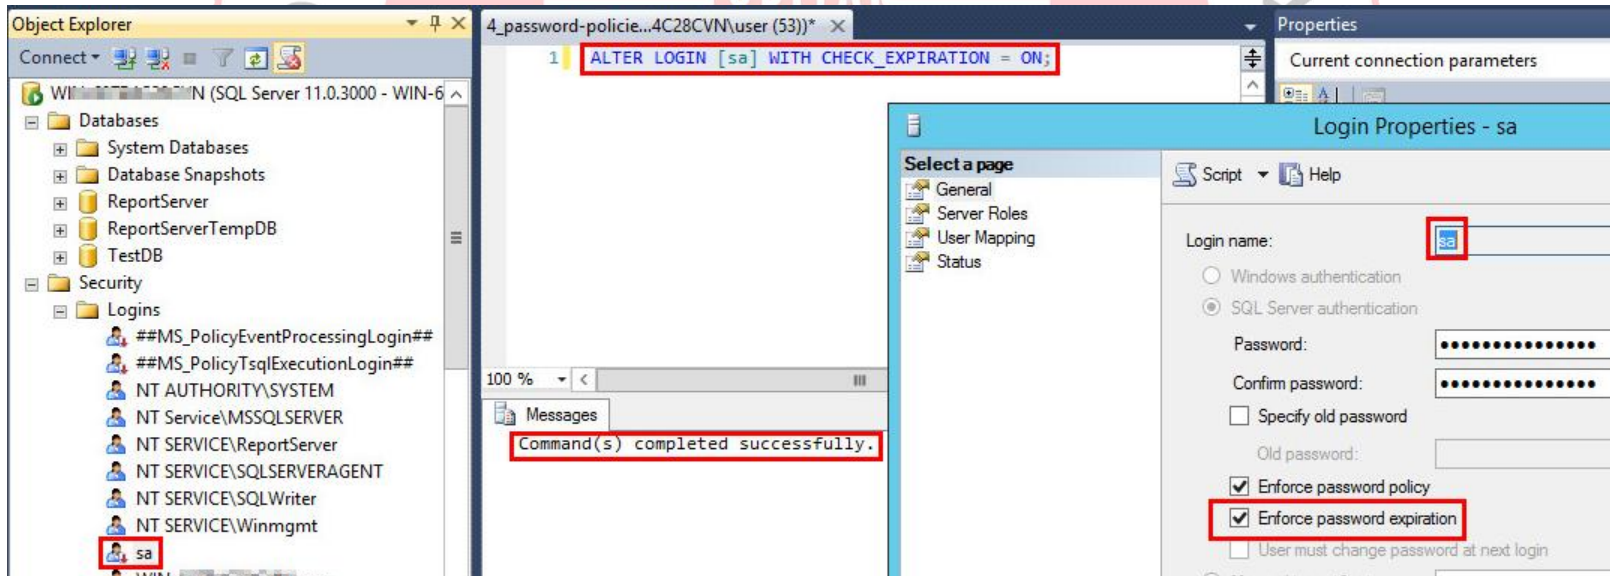 Object Explorer
Connect
(SQL Server 11.0.3000 - WIN-6
Databases
System Databases
Database Snapshots
ReportServer
ReportServerTempDB
TestDB
Security
Logins
##MS_PolicyEventProcessingLogin##
##MS_PolicyTsqlExecutionLogin##
NT AUTHORITY\SYSTEM
NT Service\MSSQLSERVER
NT SERVICE\ReportServer
NT SERVICE\SQLSERVERAGENT
NT SERVICE\SQLWriter
NT SERVICE\Winmgmt
sa
4_password-policie...4C28CVN\user (53))*
1 ALTER LOGIN [sa] WITH CHECK_EXPIRATION = ON;
100 %
Messages
Command(s) completed successfully.
Properties
Current connection parameters
Login Properties - sa
Select a page
General
Server Roles
User Mapping
Status
Script Help
Login name: sa
Windows authentication
SQL Server authentication
Password:
Confirm password:
Specify old password
Old password:
Enforce password policy
Enforce password expiration
User must change password at next login